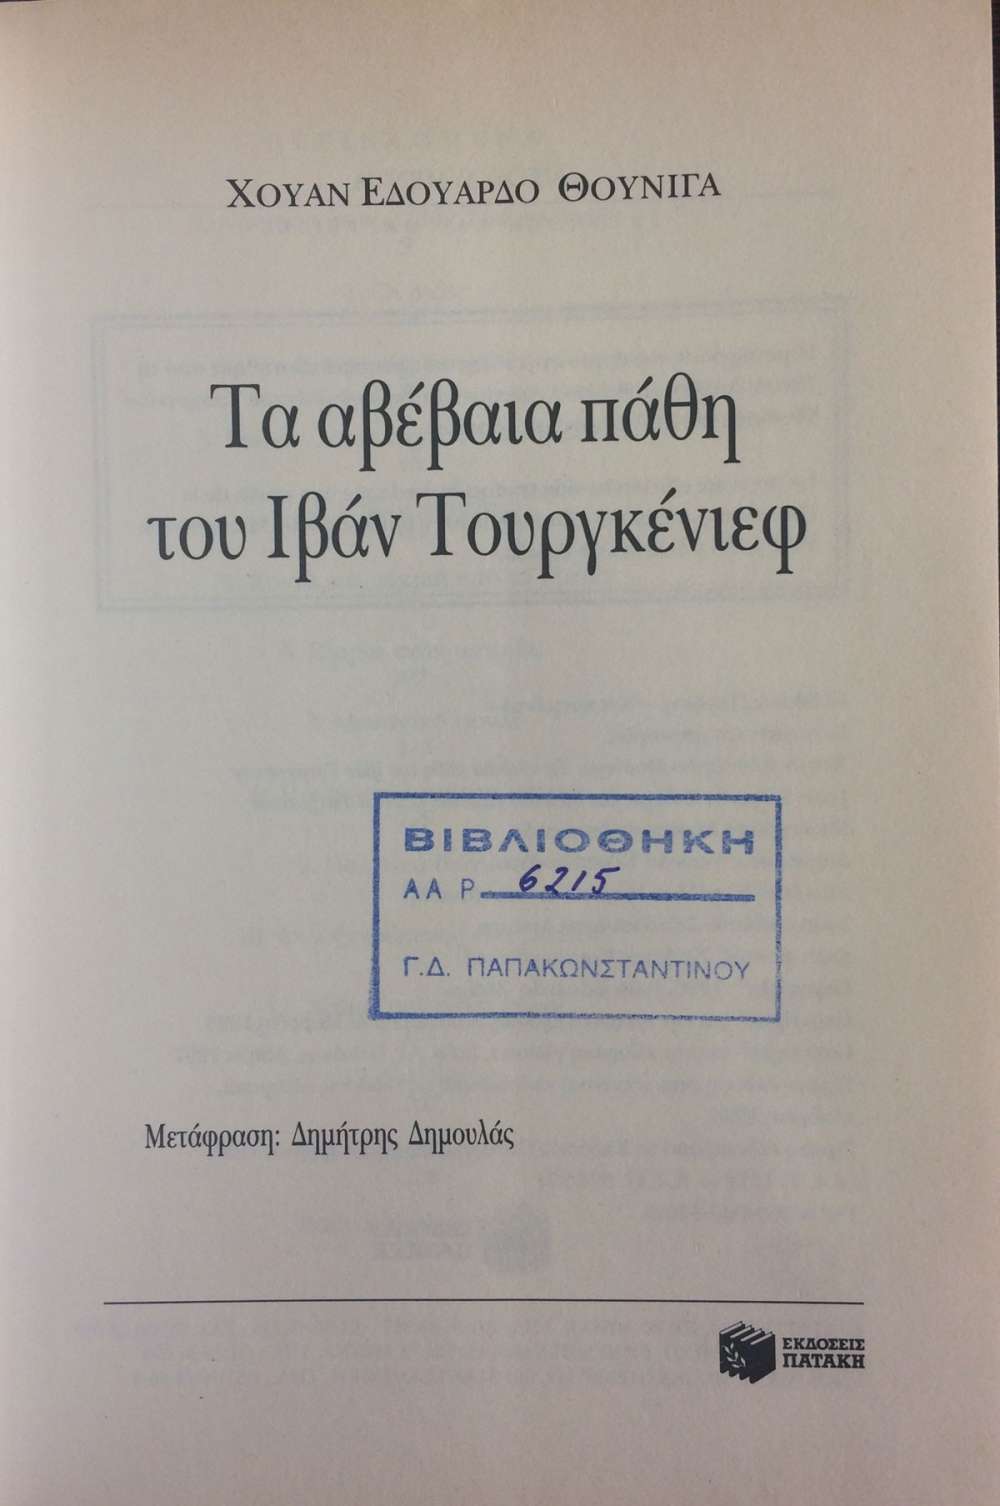 ΧΟΥΑΝ ΕΔΟΥΑΡΔΟ ΘΟΥΝΙΓΑ
Τα αβέβαια πάθη
του Ιβάν Τουργκένιεφ
ΒΙΒΛΙΟΘΗΚΗ
ΑΑ Ρ 6215
Γ.Δ. ΠΑΠΑΚΩΝΣΤΑΝΤΙΝΟΥ
Μετάφραση: Δημήτρης Δημουλάς
ΕΚΔΟΣΕΙΣ
ΠΑΤΑΚΗ